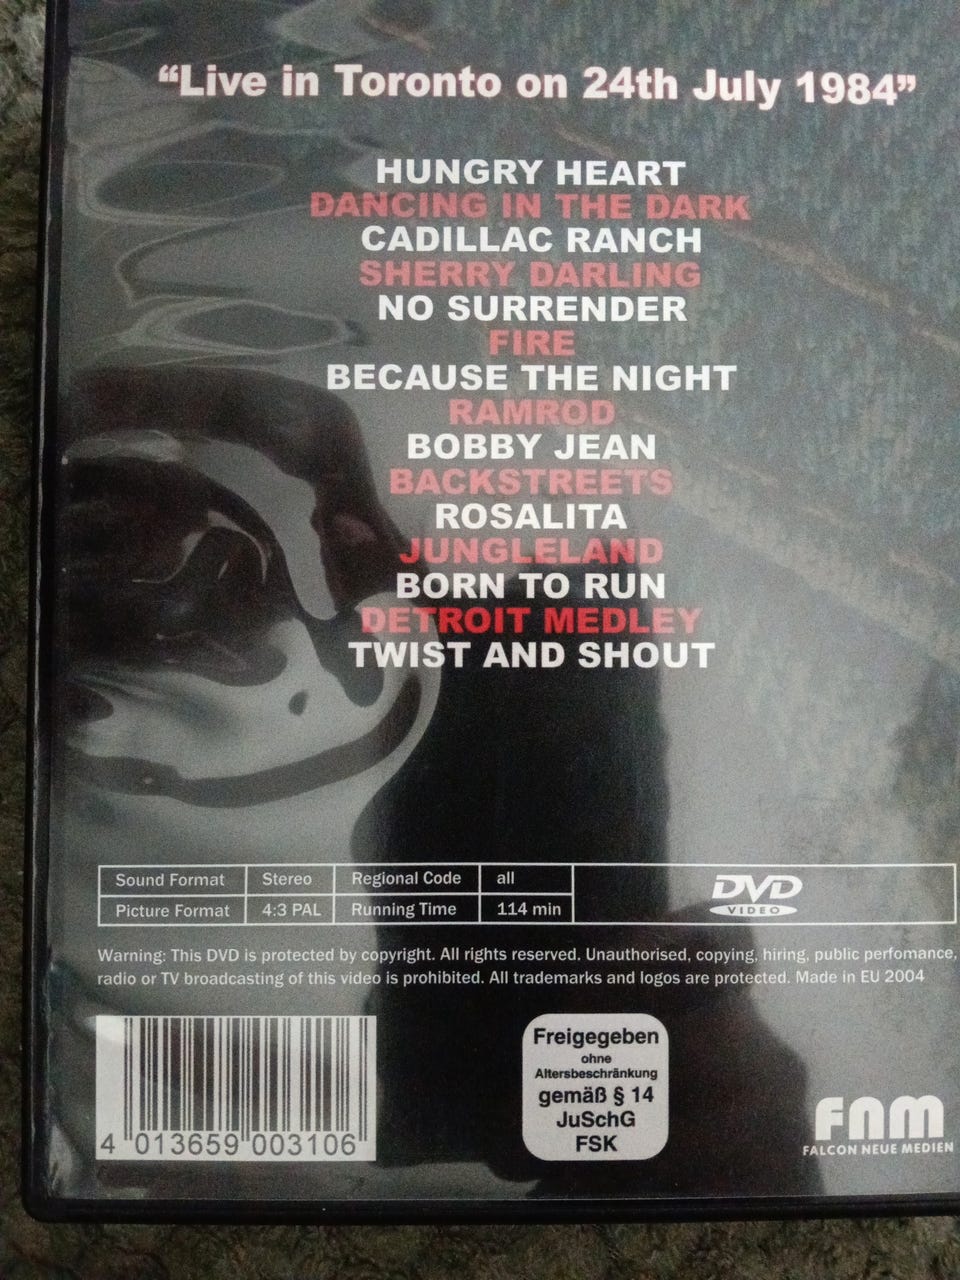 “Live in Toronto on 24th July 1984”
HUNGRY HEART
DANCING IN THE DARK
CADILLAC RANCH
SHERRY DARLING
NO SURRENDER
FIRE
BECAUSE THE NIGHT
RAMROD
BOBBY JEAN
BACKSTREETS
ROSALITA
JUNGLELAND
BORN TO RUN
DETROIT MEDLEY
TWIST AND SHOUT
Sound Format Stereo Regional Code all
Picture Format 4:3 PAL Running Time 114 min
DVD
VIDEO
Warning: This DVD is protected by copyright. All rights reserved. Unauthorised, copying, hiring, public perfomance,
radio or TV broadcasting of this video is prohibited. All trademarks and logos are protected. Made in EU 2004
4 013659 003106
Freigegeben
ohne
Altersbeschränkung
gemäß § 14
JuSchG
FSK
FNM
FALCON NEUE MEDIEN